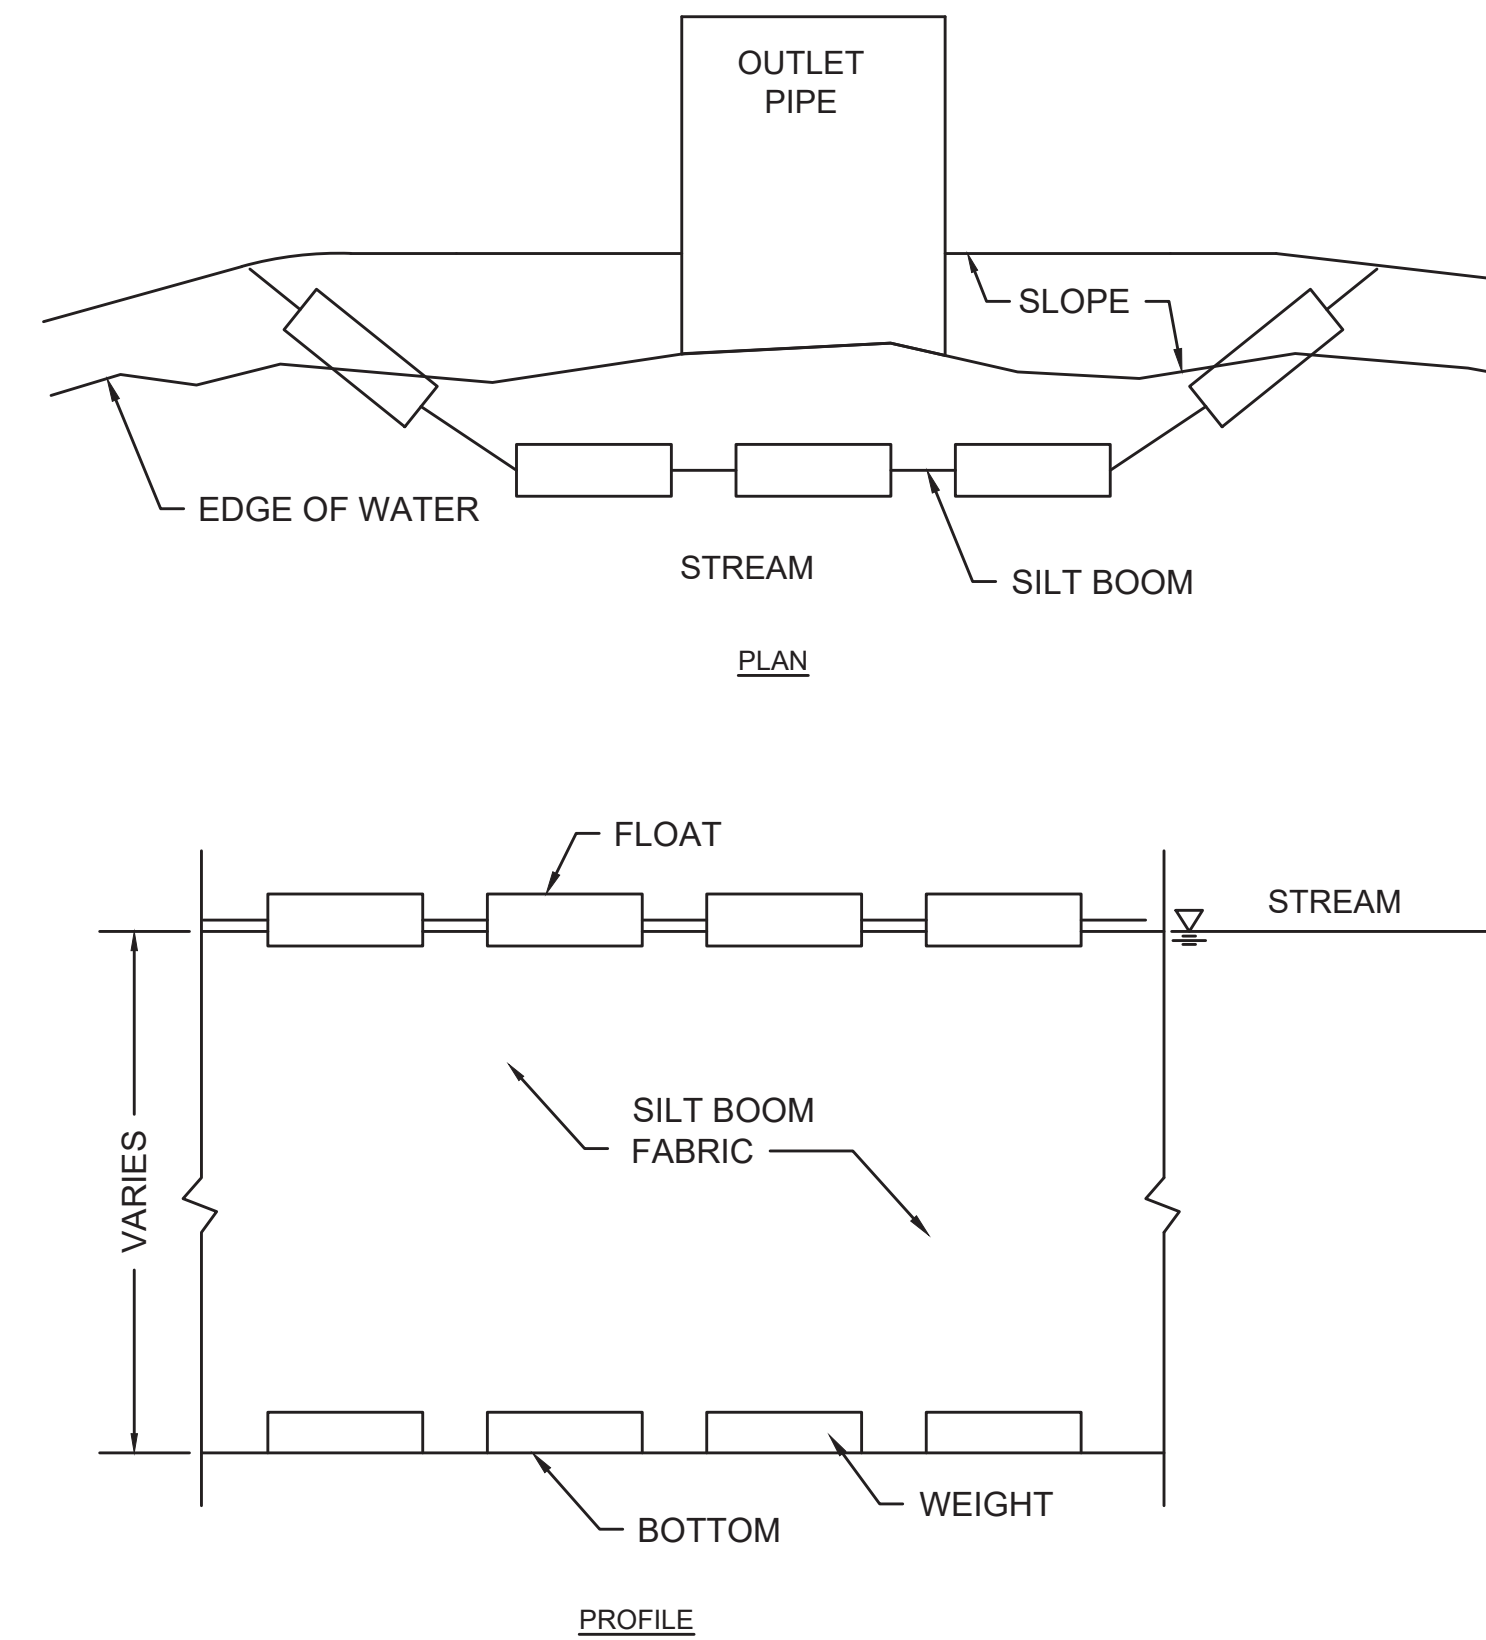 OUTLET
PIPE
SLOPE
EDGE OF WATER
STREAM
SILT BOOM
PLAN
FLOAT
STREAM
SILT BOOM
FABRIC
VARIES
WEIGHT
BOTTOM
PROFILE